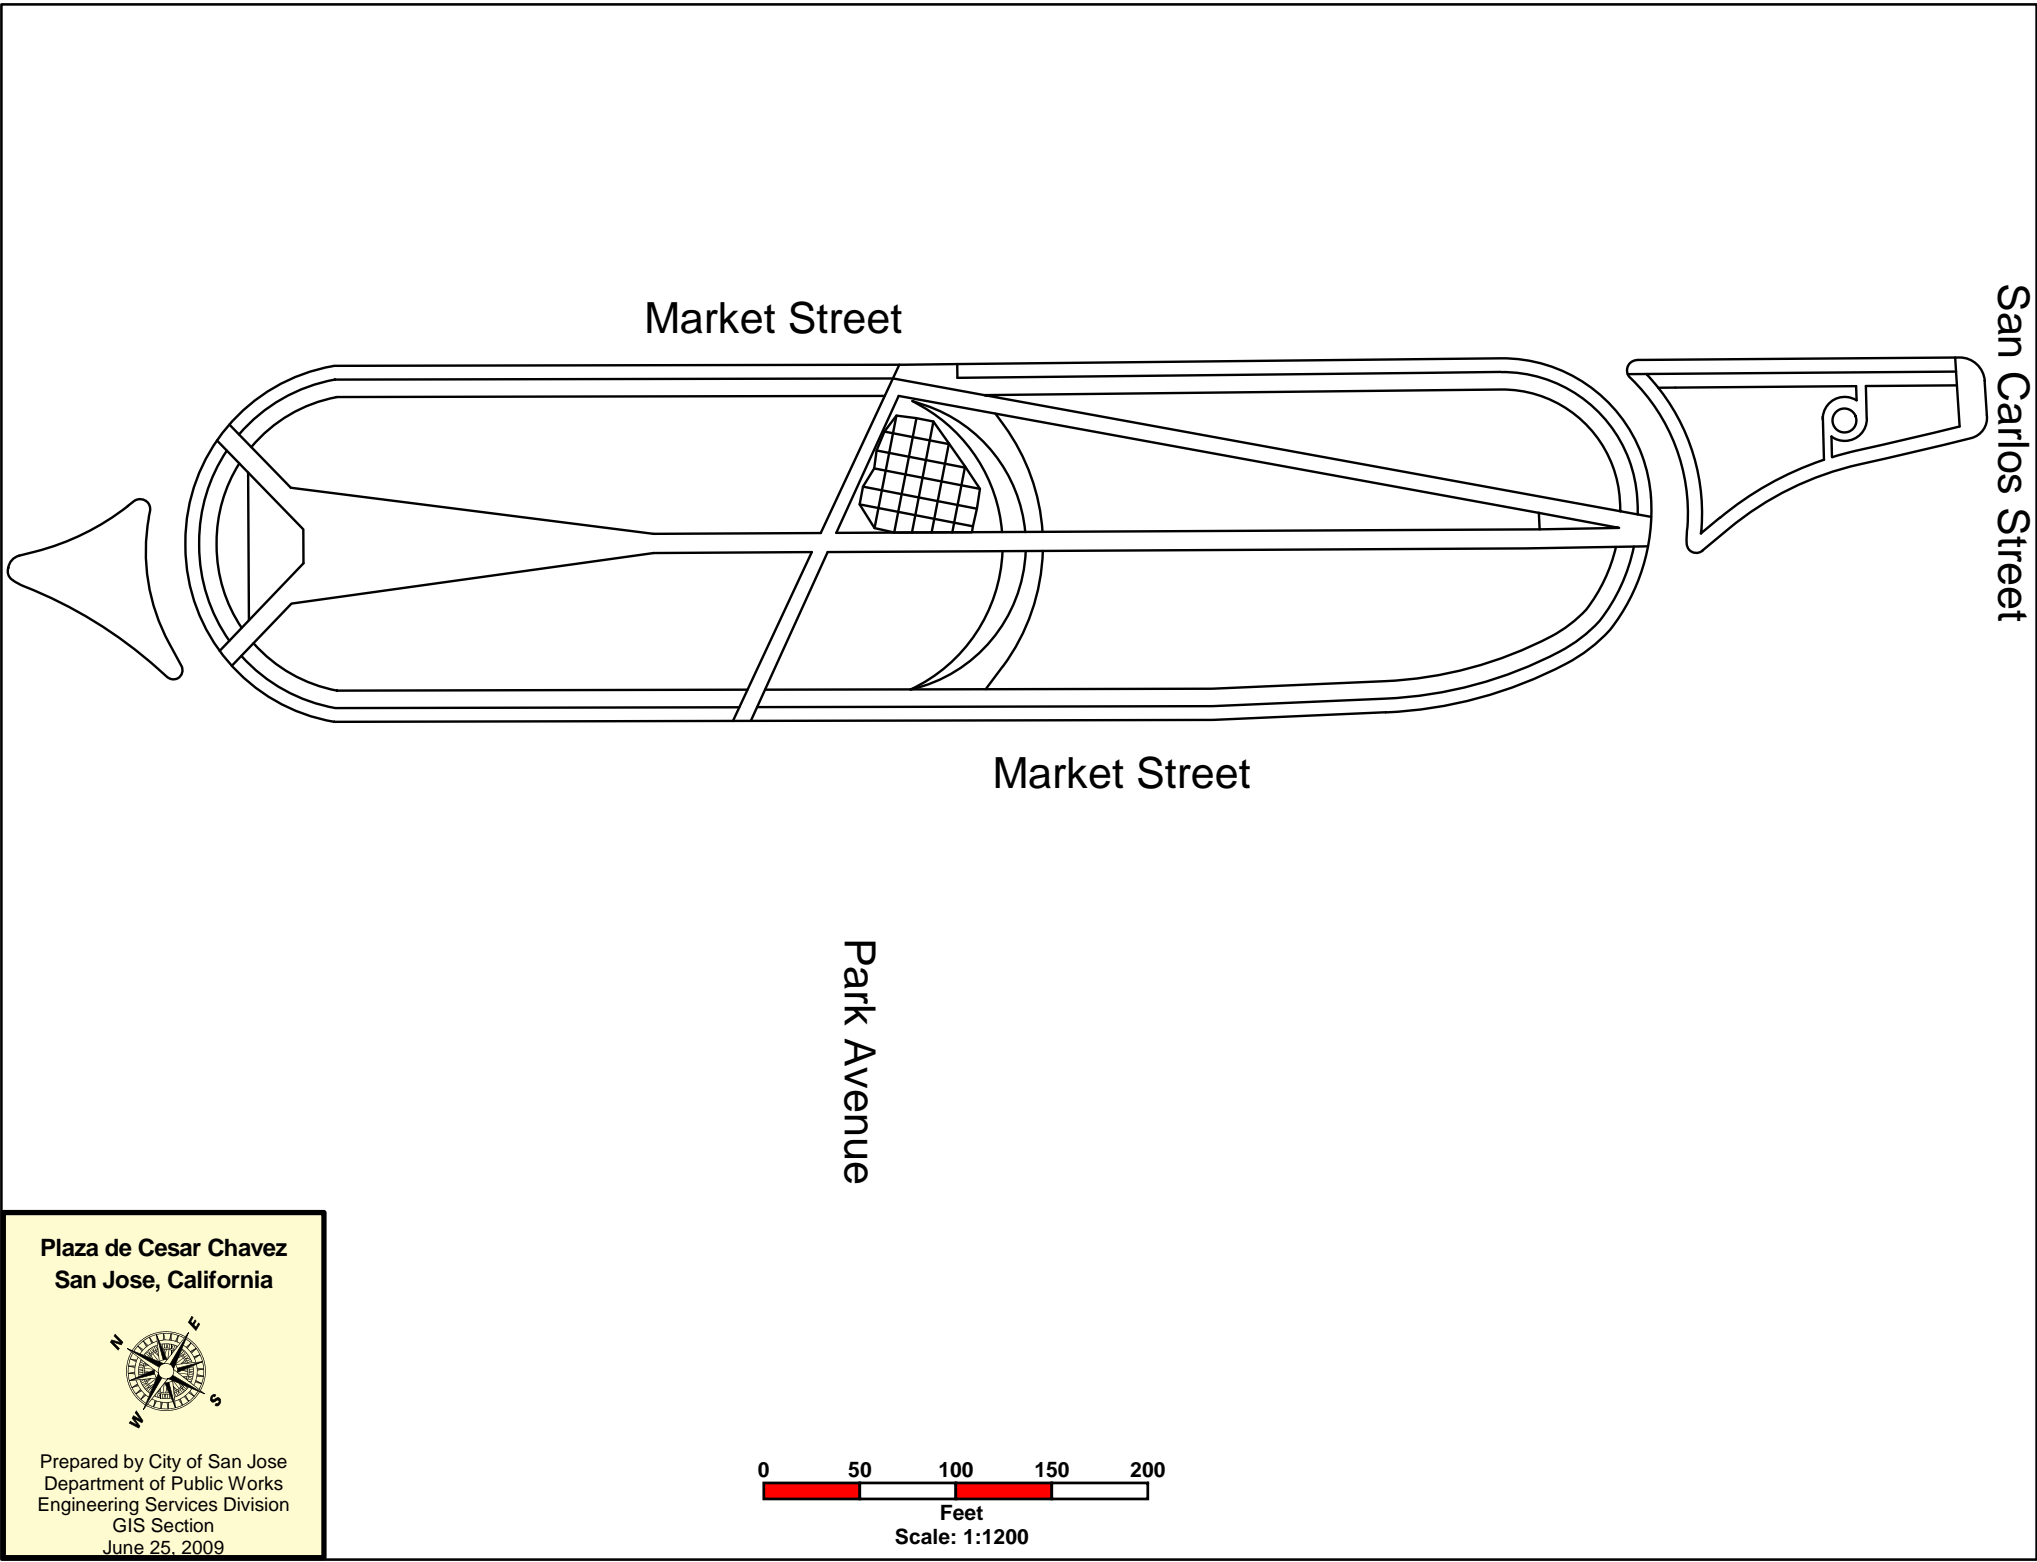 Market Street
San Carlos Street
Market Street
Park Avenue
Plaza de Cesar Chavez
San Jose, California
N
E
S
W
Prepared by City of San Jose
Department of Public Works
Engineering Services Division
GIS Section
June 25, 2009
0 50 100 150 200
Feet
Scale: 1:1200